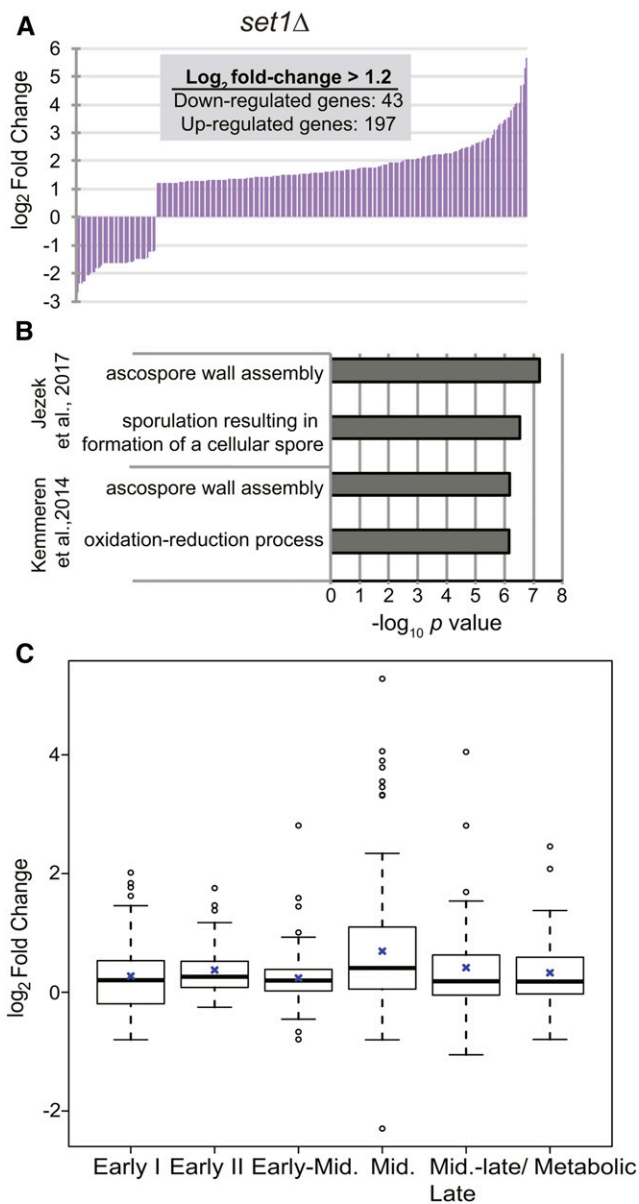 A
set1Δ
log₂ Fold Change
6
5
4
3
2
1
0
-1
-2
-3
Log₂ fold-change > 1.2
Down-regulated genes: 43
Up-regulated genes: 197
B
Jezek
et al., 2017
ascospore wall assembly
sporulation resulting in
formation of a cellular spore
Kemmeren
et al.,2014
ascospore wall assembly
oxidation-reduction process
0 1 2 3 4 5 6 7 8
-log₁₀ p value
C
log₂ Fold Change
4
2
0
-2
Early I Early II Early-Mid. Mid. Mid.-late/ Metabolic
Late